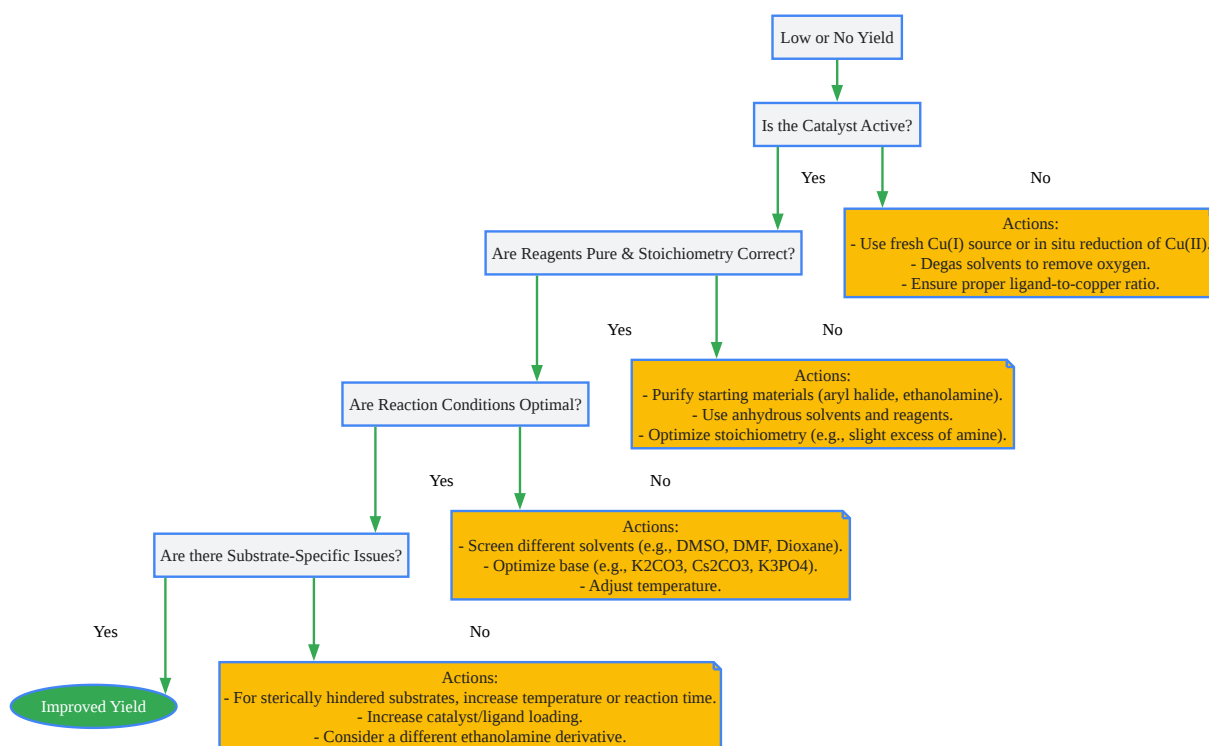 Low or No Yield
Is the Catalyst Active?
Yes
No
Actions:
- Use fresh Cu(I) source or in situ reduction of Cu(II).
- Degas solvents to remove oxygen.
- Ensure proper ligand-to-copper ratio.
Are Reagents Pure & Stoichiometry Correct?
Yes
No
Actions:
- Purify starting materials (aryl halide, ethanolamine).
- Use anhydrous solvents and reagents.
- Optimize stoichiometry (e.g., slight excess of amine).
Are Reaction Conditions Optimal?
Yes
No
Actions:
- Screen different solvents (e.g., DMSO, DMF, Dioxane).
- Optimize base (e.g., K2CO3, Cs2CO3, K3PO4).
- Adjust temperature.
Are there Substrate-Specific Issues?
Yes
No
Actions:
- For sterically hindered substrates, increase temperature or reaction time.
- Increase catalyst/ligand loading.
- Consider a different ethanolamine derivative.
Improved Yield